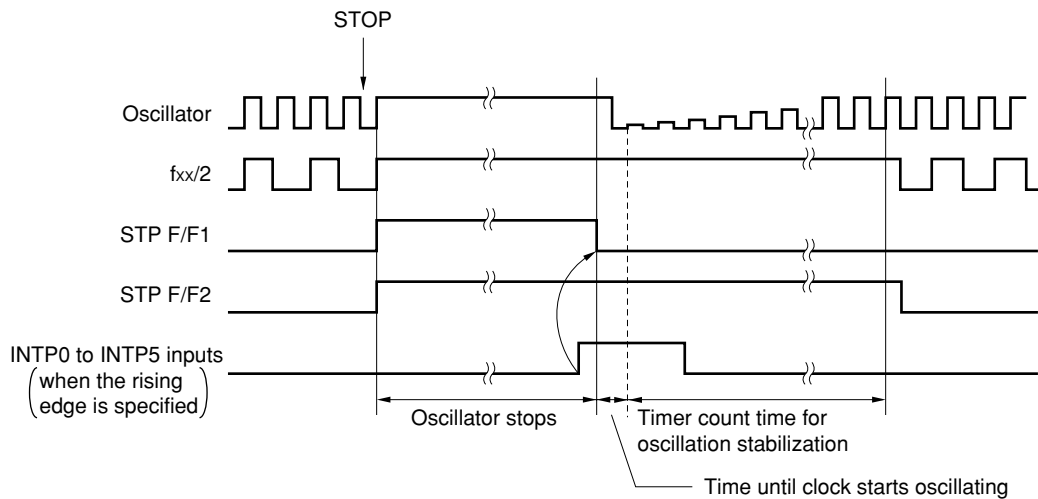 STOP
Oscillator
fxx/2
STP F/F1
STP F/F2
INTP0 to INTP5 inputs
(when the rising
edge is specified)
Oscillator stops
Timer count time for
oscillation stabilization
Time until clock starts oscillating